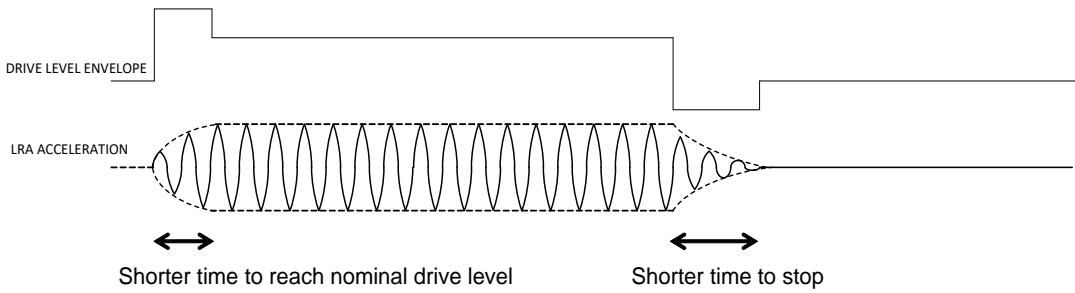 DRIVE LEVEL ENVELOPE
LRA ACCELERATION
Shorter time to reach nominal drive level
Shorter time to stop